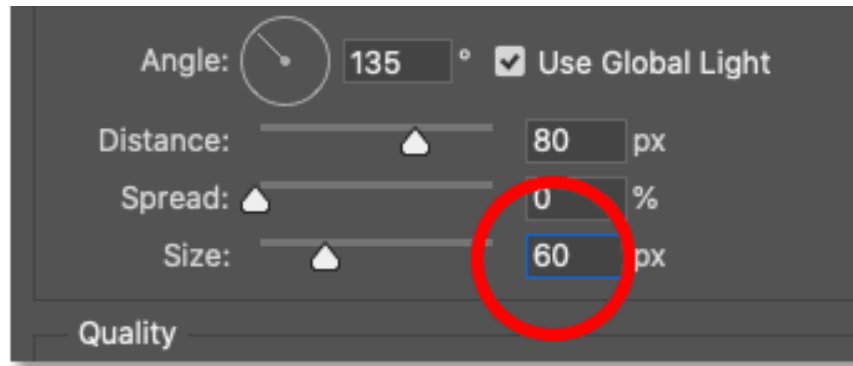 Angle: 135 ° Use Global Light
Distance: 80 px
Spread: 0 %
Size: 60 px
Quality